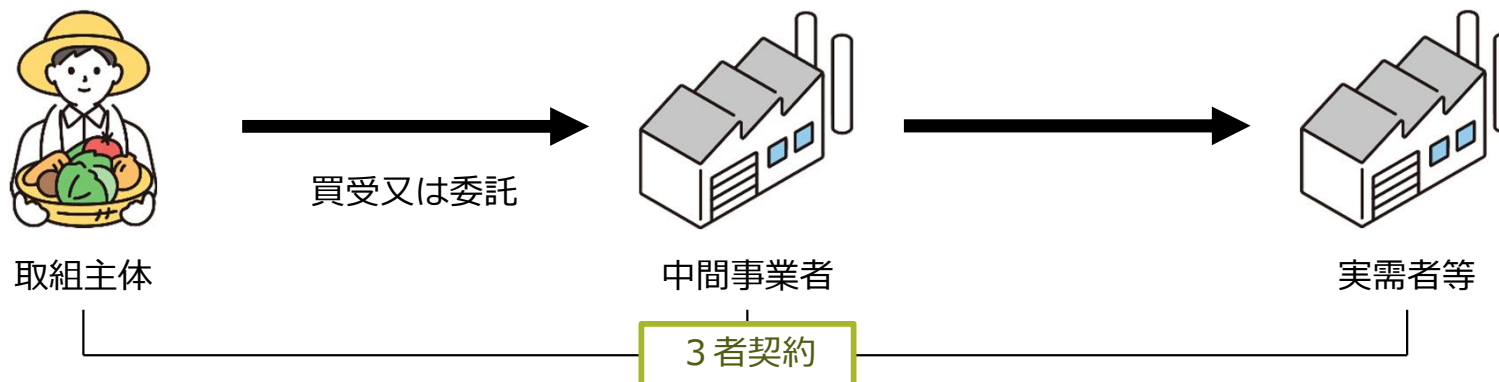 買受又は委託
取組主体
中間事業者
実需者等
３者契約